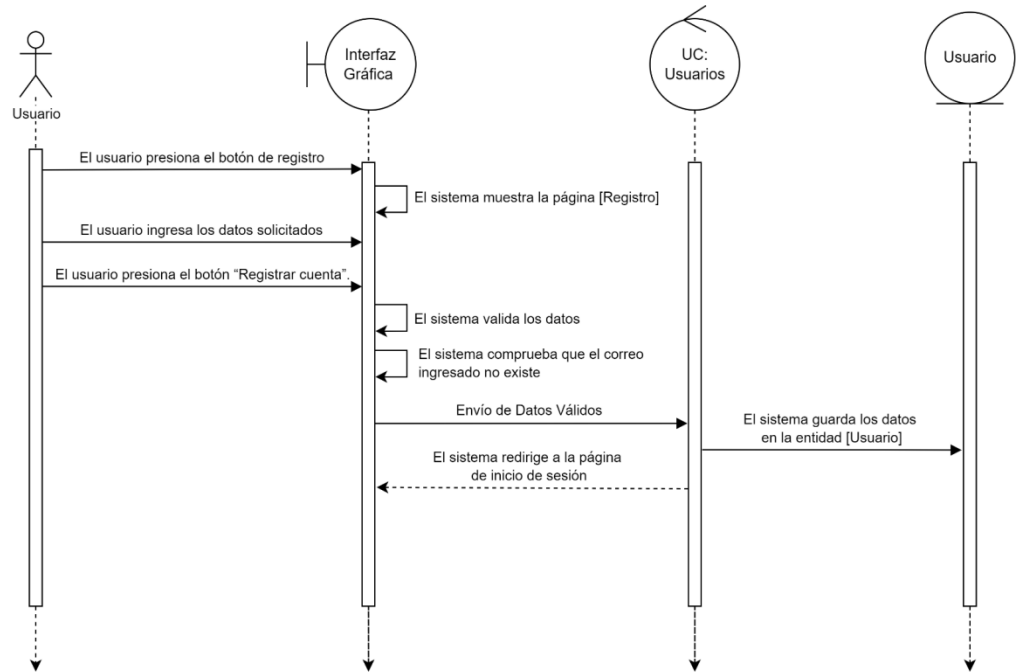 Interfaz
Gráfica
UC:
Usuarios
Usuario
Usuario
El usuario presiona el botón de registro
El sistema muestra la página [Registro]
El usuario ingresa los datos solicitados
El usuario presiona el botón “Registrar cuenta”.
El sistema valida los datos
El sistema comprueba que el correo
ingresado no existe
Envío de Datos Válidos
El sistema guarda los datos
en la entidad [Usuario]
El sistema redirige a la página
de inicio de sesión